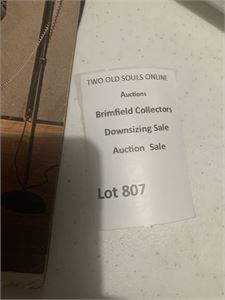 TWO OLD SOULS ONLINE
Auctions
Brimfield Collectors
Downsizing Sale
Auction Sale
Lot 807